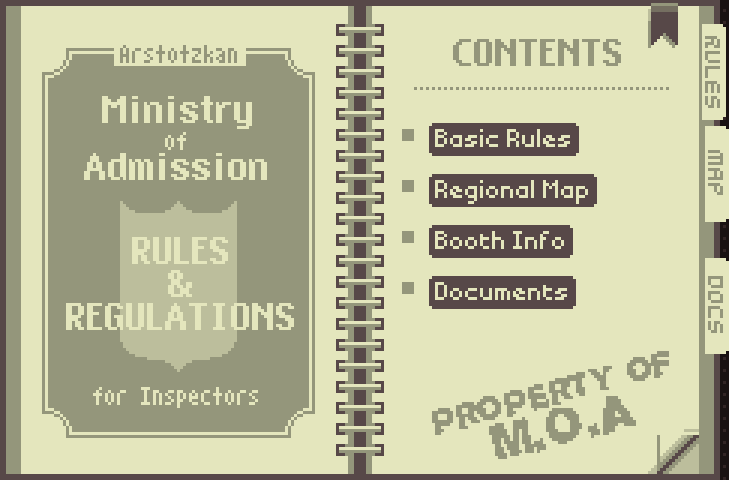 Arstotzkan
Ministry
of
Admission
RULES
&
REGULATIONS
for Inspectors
CONTENTS
Basic Rules
Regional Map
Booth Info
Documents
PROPERTY OF
M.O.A
RULES
MAP
DOCS